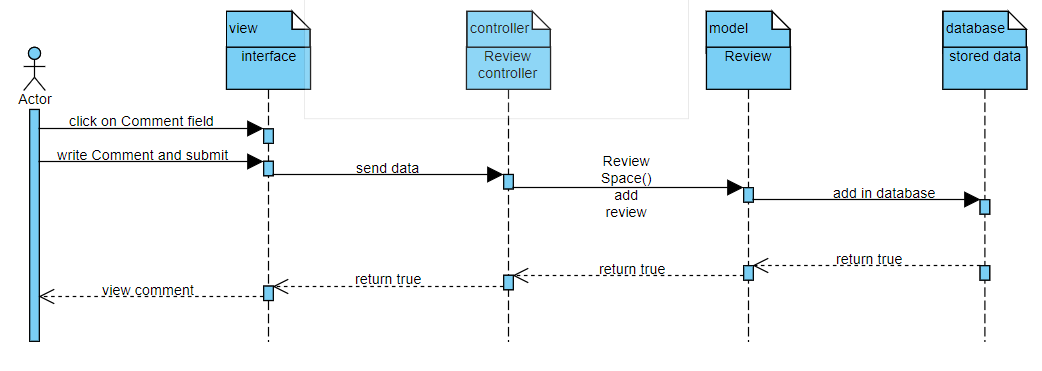 view
controller
model
database
interface
Review
controller
Review
stored data
Actor
click on Comment field
write Comment and submit
send data
Review
Space()
add
review
add in database
return true
return true
return true
view comment